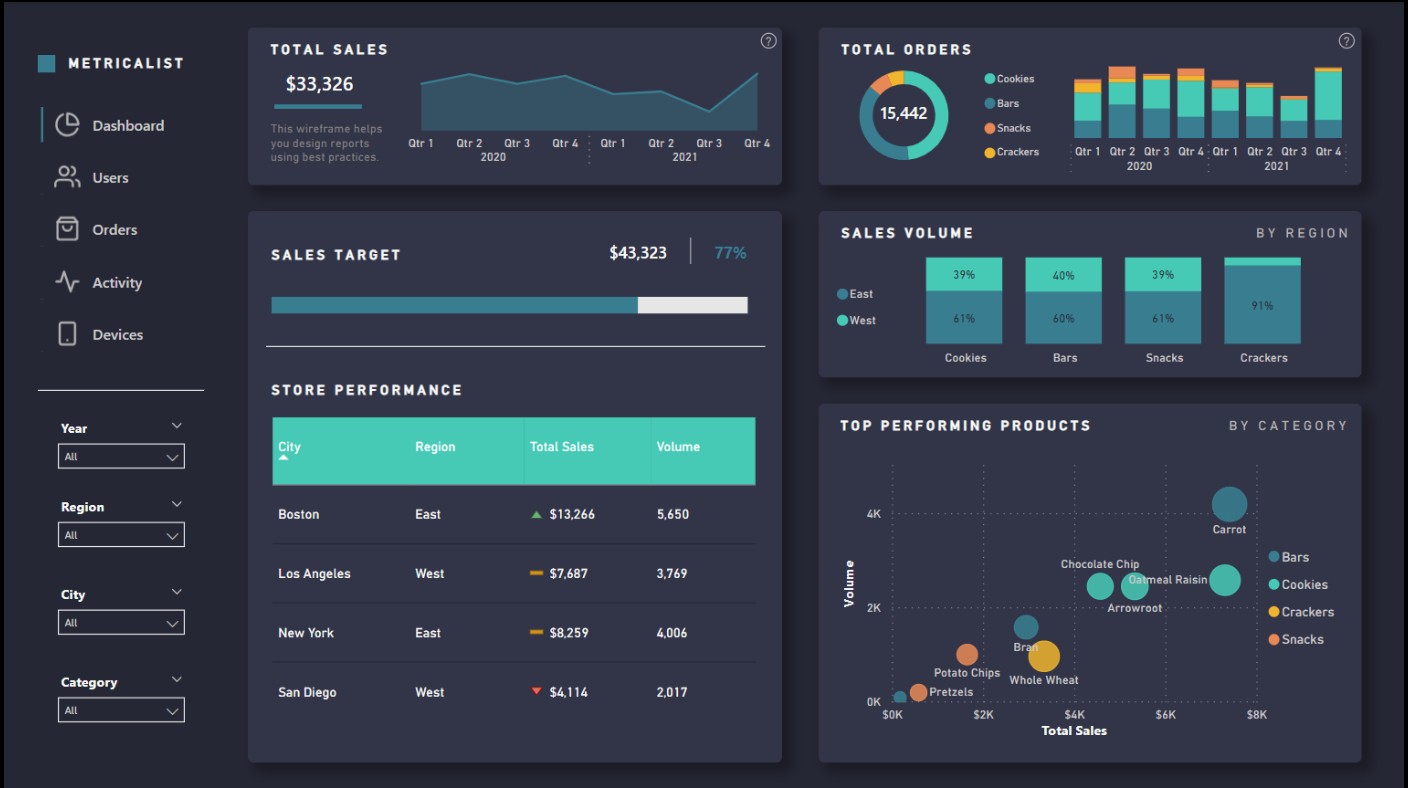 METRICALIST
Dashboard
Users
Orders
Activity
Devices
Year
All
Region
All
City
All
Category
All
TOTAL SALES
?
$33,326
This wireframe helps
you design reports
using best practices.
Qtr 1 Qtr 2 Qtr 3 Qtr 4 Qtr 1 Qtr 2 Qtr 3 Qtr 4
2020 2021
SALES TARGET
$43,323 77%
STORE PERFORMANCE
City Region Total Sales Volume
Boston East $13,266 5,650
Los Angeles West $7,687 3,769
New York East $8,259 4,006
San Diego West $4,114 2,017
TOTAL ORDERS
?
15,442
Cookies
Bars
Snacks
Crackers
Qtr 1 Qtr 2 Qtr 3 Qtr 4 Qtr 1 Qtr 2 Qtr 3 Qtr 4
2020 2021
SALES VOLUME BY REGION
East
West
39% 40% 39%
61% 60% 61% 91%
Cookies Bars Snacks Crackers
TOP PERFORMING PRODUCTS BY CATEGORY
Volume
4K
2K
0K
Carrot
Chocolate Chip
Oatmeal Raisin
Arrowroot
Bran
Potato Chips
Whole Wheat
Pretzels
$0K $2K $4K $6K $8K
Total Sales
Bars
Cookies
Crackers
Snacks